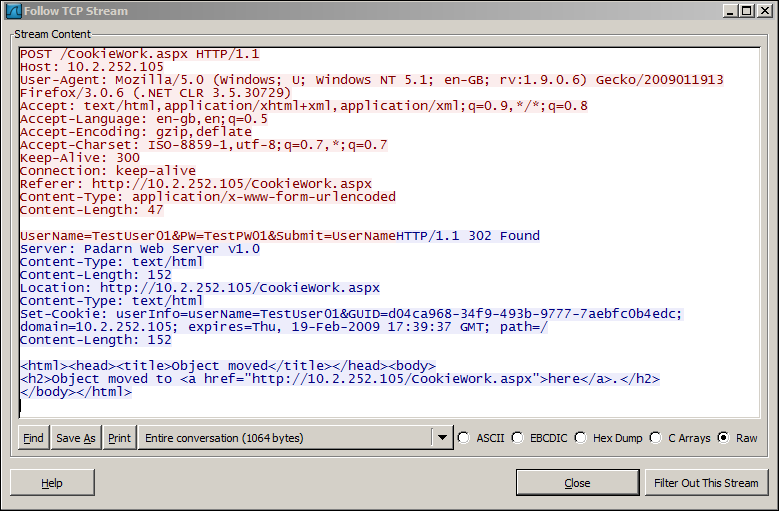 Follow TCP Stream
Stream Content
POST /CookieWork.aspx HTTP/1.1
Host: 10.2.252.105
User-Agent: Mozilla/5.0 (Windows; U; Windows NT 5.1; en-GB; rv:1.9.0.6) Gecko/2009011913
Firefox/3.0.6 (.NET CLR 3.5.30729)
Accept: text/html,application/xhtml+xml,application/xml;q=0.9,*/*;q=0.8
Accept-Language: en-gb,en;q=0.5
Accept-Encoding: gzip,deflate
Accept-Charset: ISO-8859-1,utf-8;q=0.7,*;q=0.7
Keep-Alive: 300
Connection: keep-alive
Referer: http://10.2.252.105/CookieWork.aspx
Content-Type: application/x-www-form-urlencoded
Content-Length: 47

UserName=TestUser01&PW=TestPW01&Submit=UserNameHTTP/1.1 302 Found
Server: Padarn Web Server v1.0
Content-Type: text/html
Content-Length: 152
Location: http://10.2.252.105/CookieWork.aspx
Content-Type: text/html
Set-Cookie: userInfo=userName=TestUser01&GUID=d04ca968-34f9-493b-9777-7aebfc0b4edc;
domain=10.2.252.105; expires=Thu, 19-Feb-2009 17:39:37 GMT; path=/
Content-Length: 152

<html><head><title>Object moved</title></head><body>
<h2>Object moved to <a href="http://10.2.252.105/CookieWork.aspx">here</a>.</h2>
</body></html>
Find Save As Print Entire conversation (1064 bytes) ASCII EBCDIC Hex Dump C Arrays Raw
Help Close Filter Out This Stream